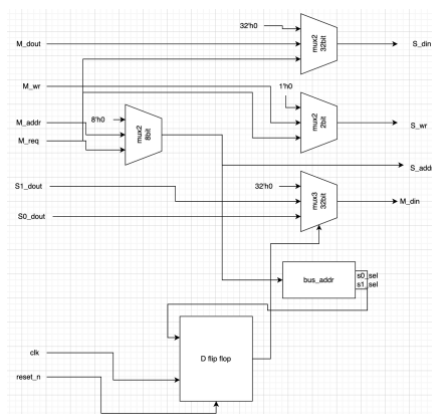 32'h0
M_dout
mux2
32bit
S_din
M_wr
1'h0
8'h0
M_addr
mux2
8bit
mux2
2bit
S_wr
M_req
S_addr
S1_dout
32'h0
mux3
32bit
M_din
S0_dout
bus_addr
s0_sel
s1_sel
D flip flop
clk
reset_n